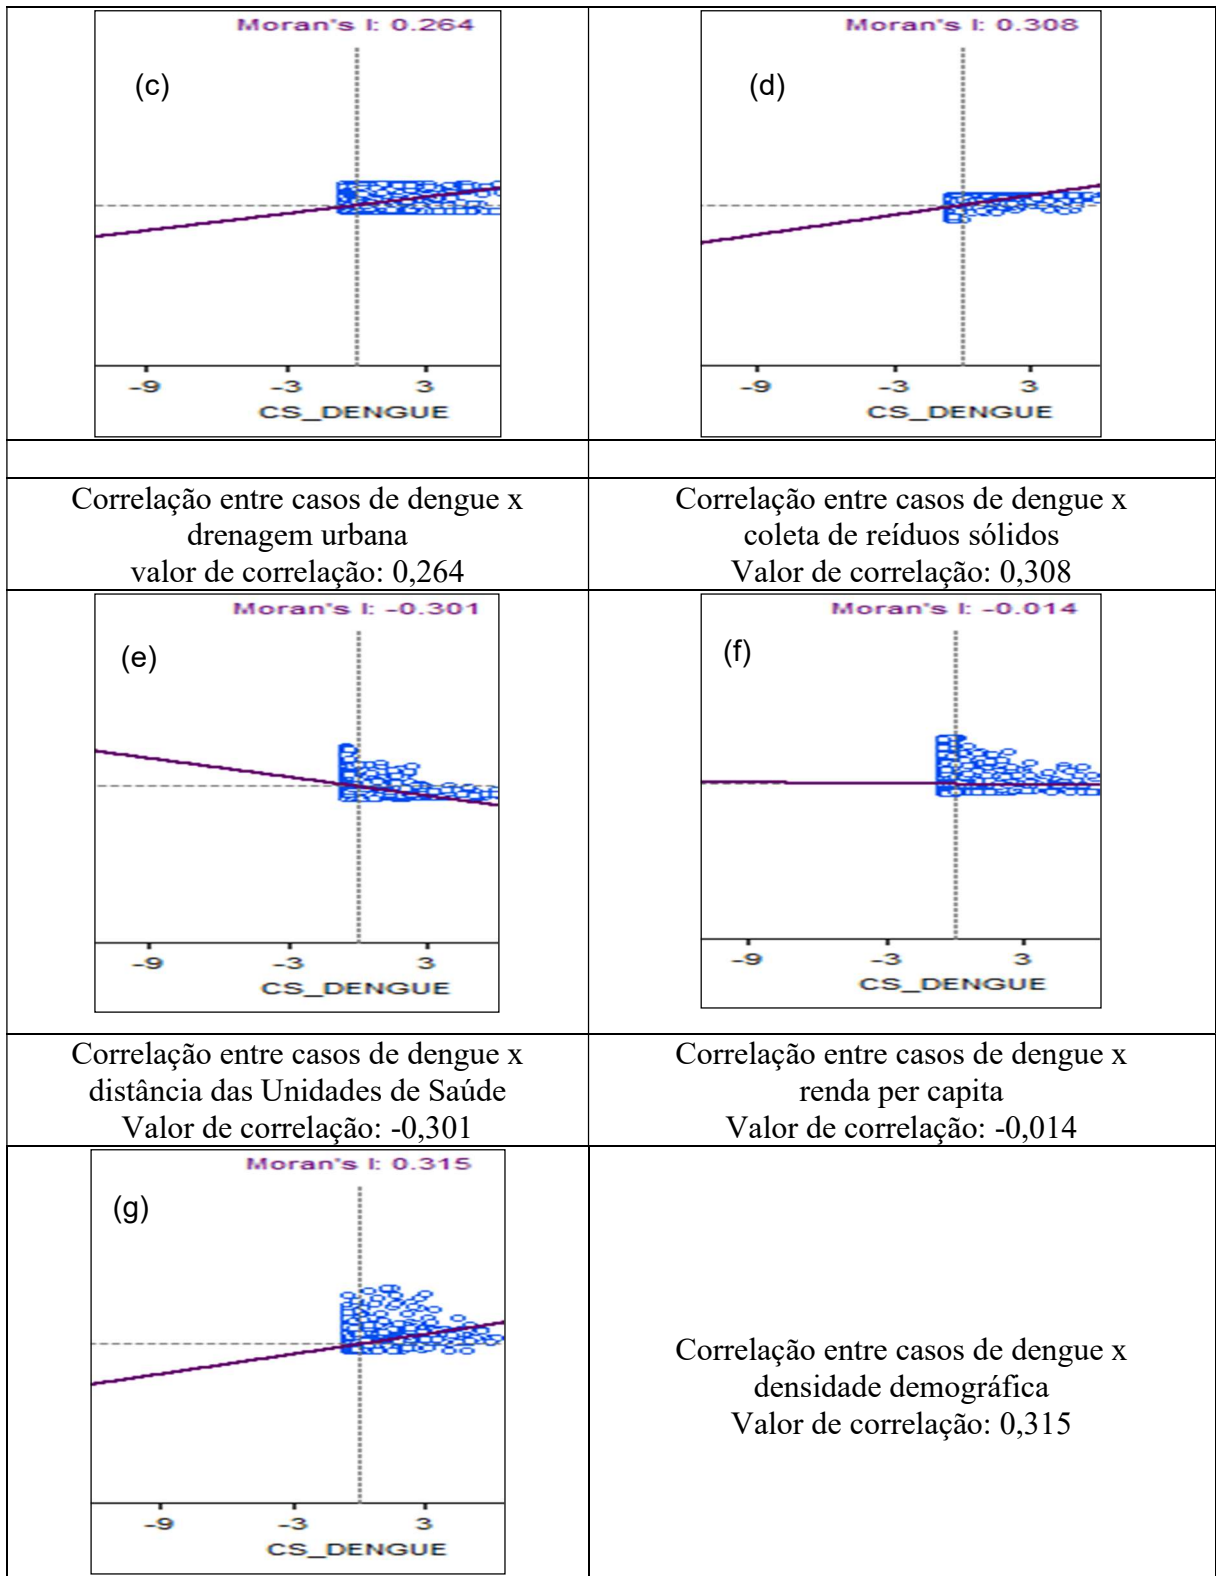 Moran's I: 0.264
(c)
-9
-3
3
CS_DENGUE
Moran's I: 0.308
(d)
-9
-3
3
CS_DENGUE
Correlação entre casos de dengue x
drenagem urbana
valor de correlação: 0,264
Correlação entre casos de dengue x
coleta de reíduos sólidos
Valor de correlação: 0,308
Moran's I: -0.301
(e)
-9
-3
3
CS_DENGUE
Moran's I: -0.014
(f)
-9
-3
3
CS_DENGUE
Correlação entre casos de dengue x
distância das Unidades de Saúde
Valor de correlação: -0,301
Correlação entre casos de dengue x
renda per capita
Valor de correlação: -0,014
Moran's I: 0.315
(g)
-9
-3
3
CS_DENGUE
Correlação entre casos de dengue x
densidade demográfica
Valor de correlação: 0,315